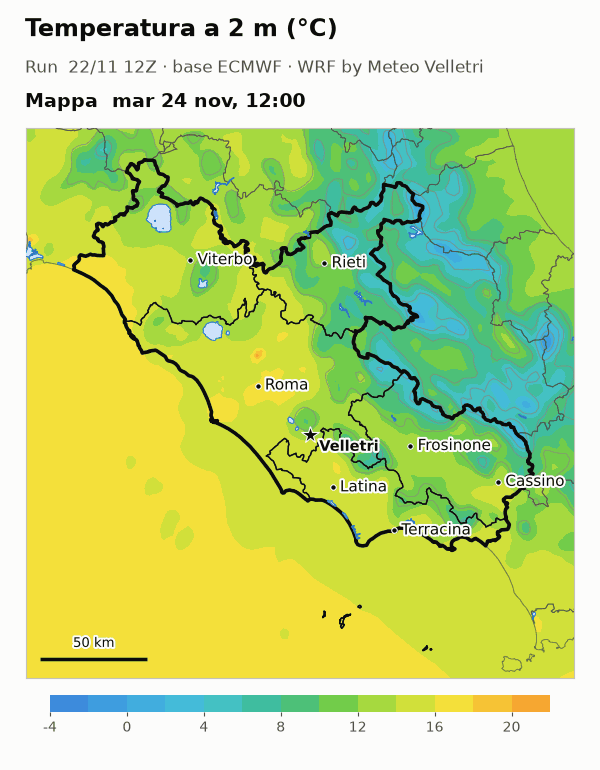 Temperatura a 2 m (°C)
Run  22/11 12Z · base ECMWF · WRF by Meteo Velletri
Mappa  mar 24 nov, 12:00
Viterbo
Rieti
Roma
Velletri
Frosinone
Cassino
Latina
Terracina
50 km
-4 0 4 8 12 16 20